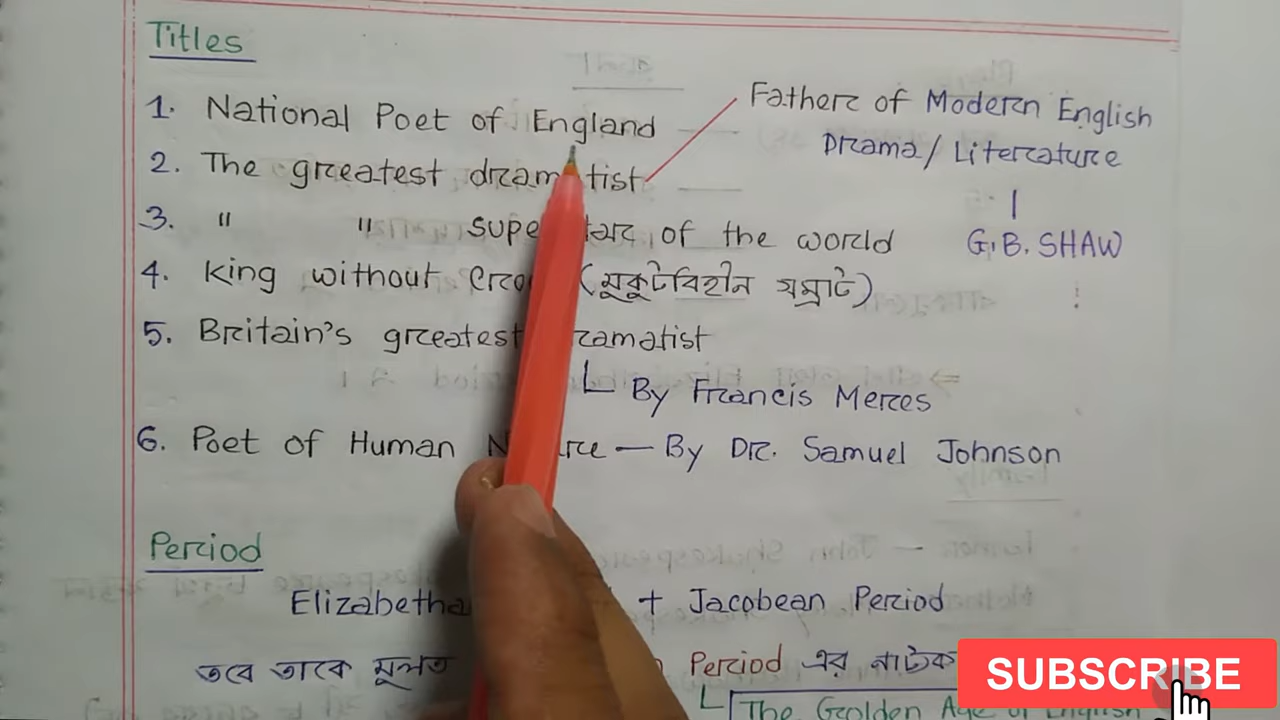 Titles
1. National Poet of England
2. The greatest dramatist
Father of Modern English
Drama / Literature
G.B. SHAW
3. " " of the world
4. King without (মুকুটবিহীন সম্রাট)
5. Britain's greatest
By Francis Meres
6. Poet of Human — By Dr. Samuel Johnson
Period
+ Jacobean Period
তবে তাকে মূলত Period এর নাটক
The Golden Age of English
SUBSCRIBE